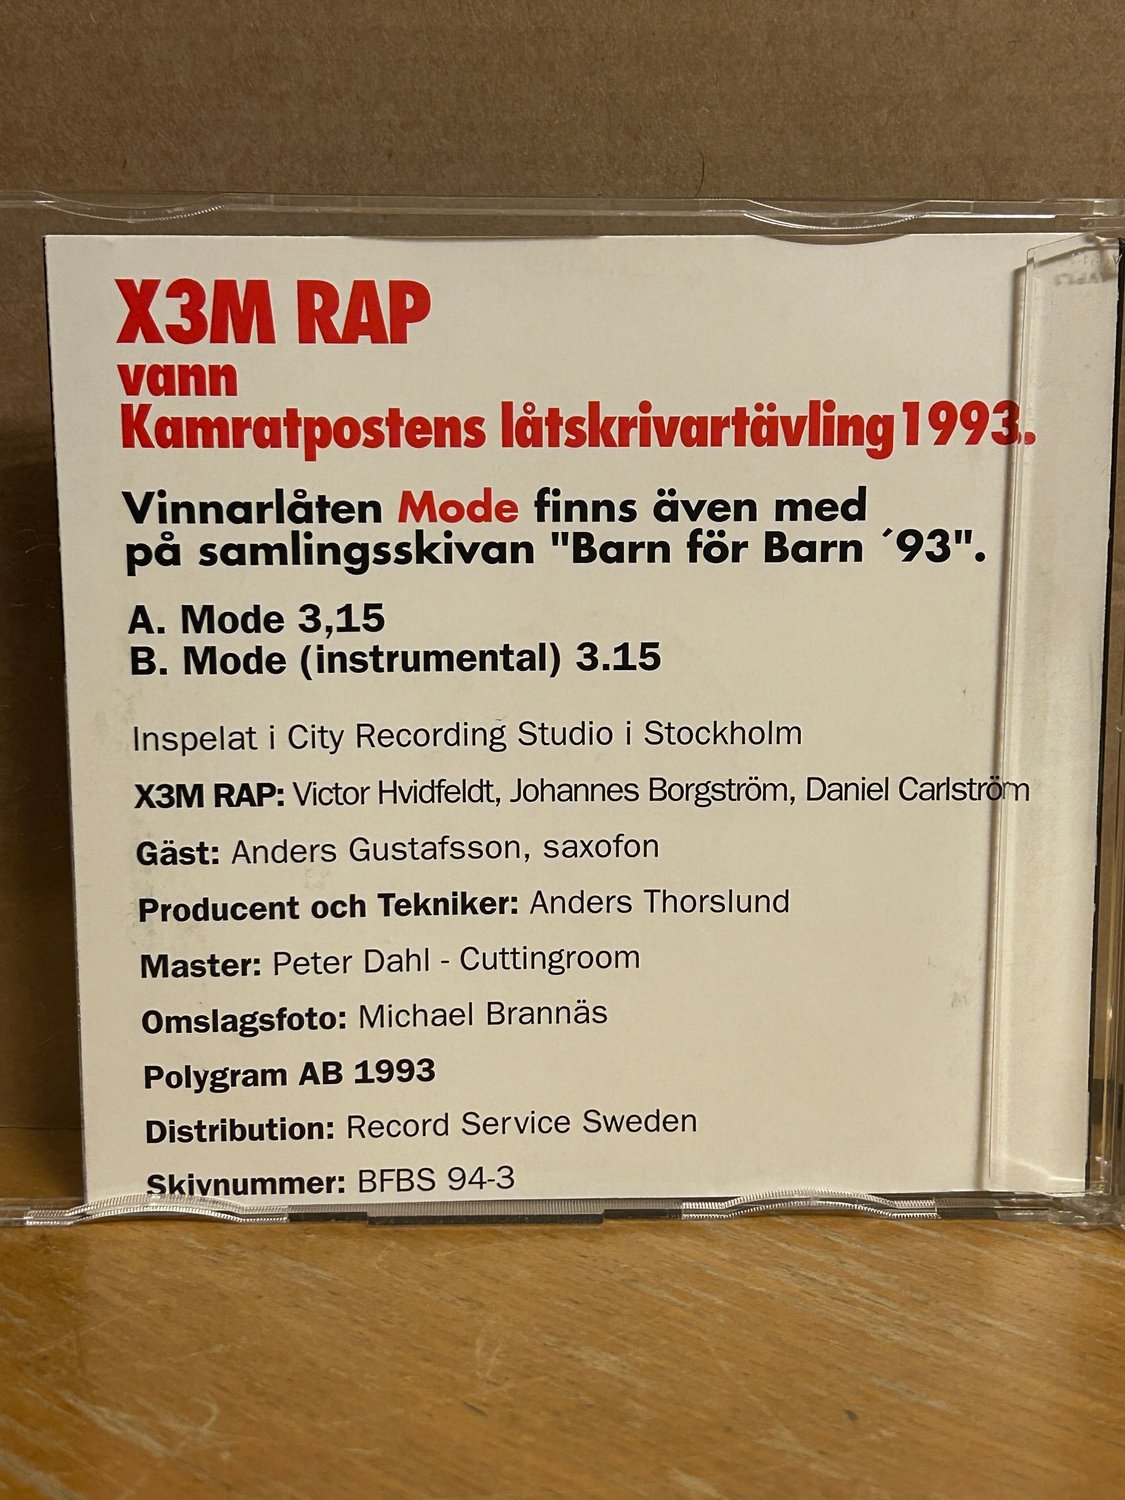 X3M RAP
vann
Kamratpostens låtskrivartävling 1993.
Vinnarlåten Mode finns även med
på samlingsskivan "Barn för Barn ´93".
A. Mode 3,15
B. Mode (instrumental) 3.15
Inspelat i City Recording Studio i Stockholm
X3M RAP: Victor Hvidfeldt, Johannes Borgström, Daniel Carlström
Gäst: Anders Gustafsson, saxofon
Producent och Tekniker: Anders Thorslund
Master: Peter Dahl - Cuttingroom
Omslagsfoto: Michael Brannäs
Polygram AB 1993
Distribution: Record Service Sweden
Skivnummer: BFBS 94-3